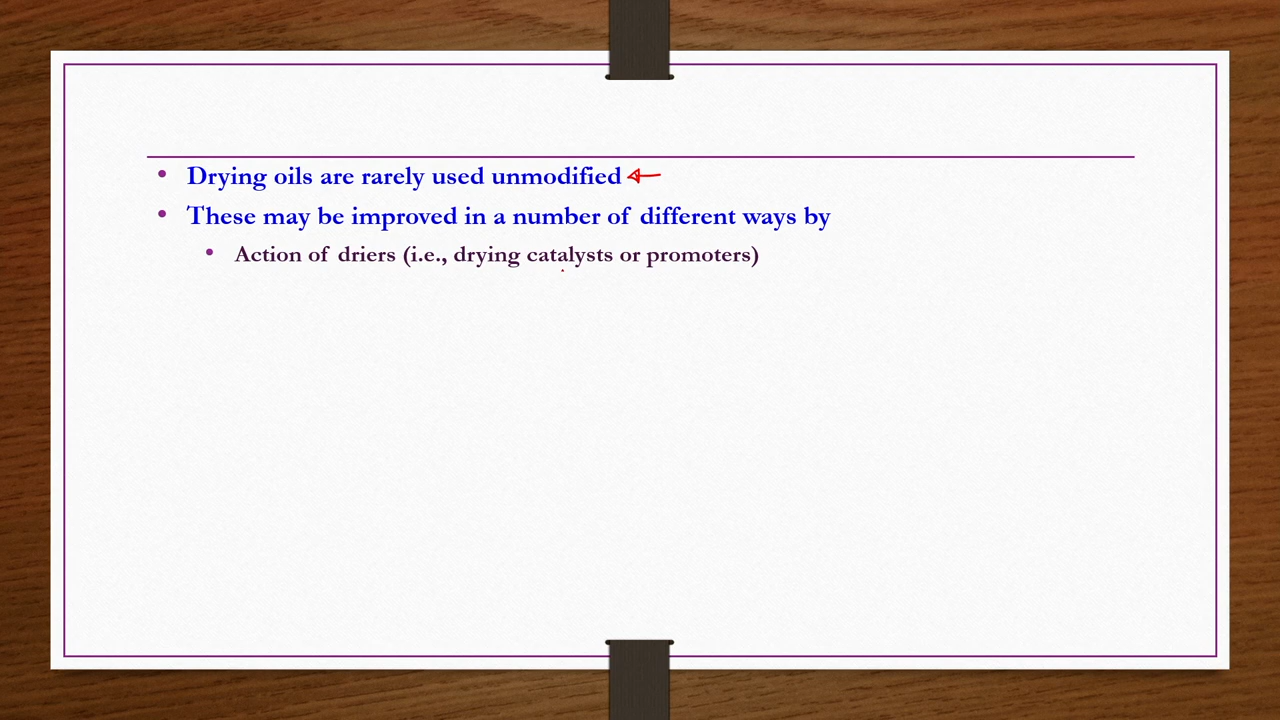 • Drying oils are rarely used unmodified
• These may be improved in a number of different ways by
• Action of driers (i.e., drying catalysts or promoters)